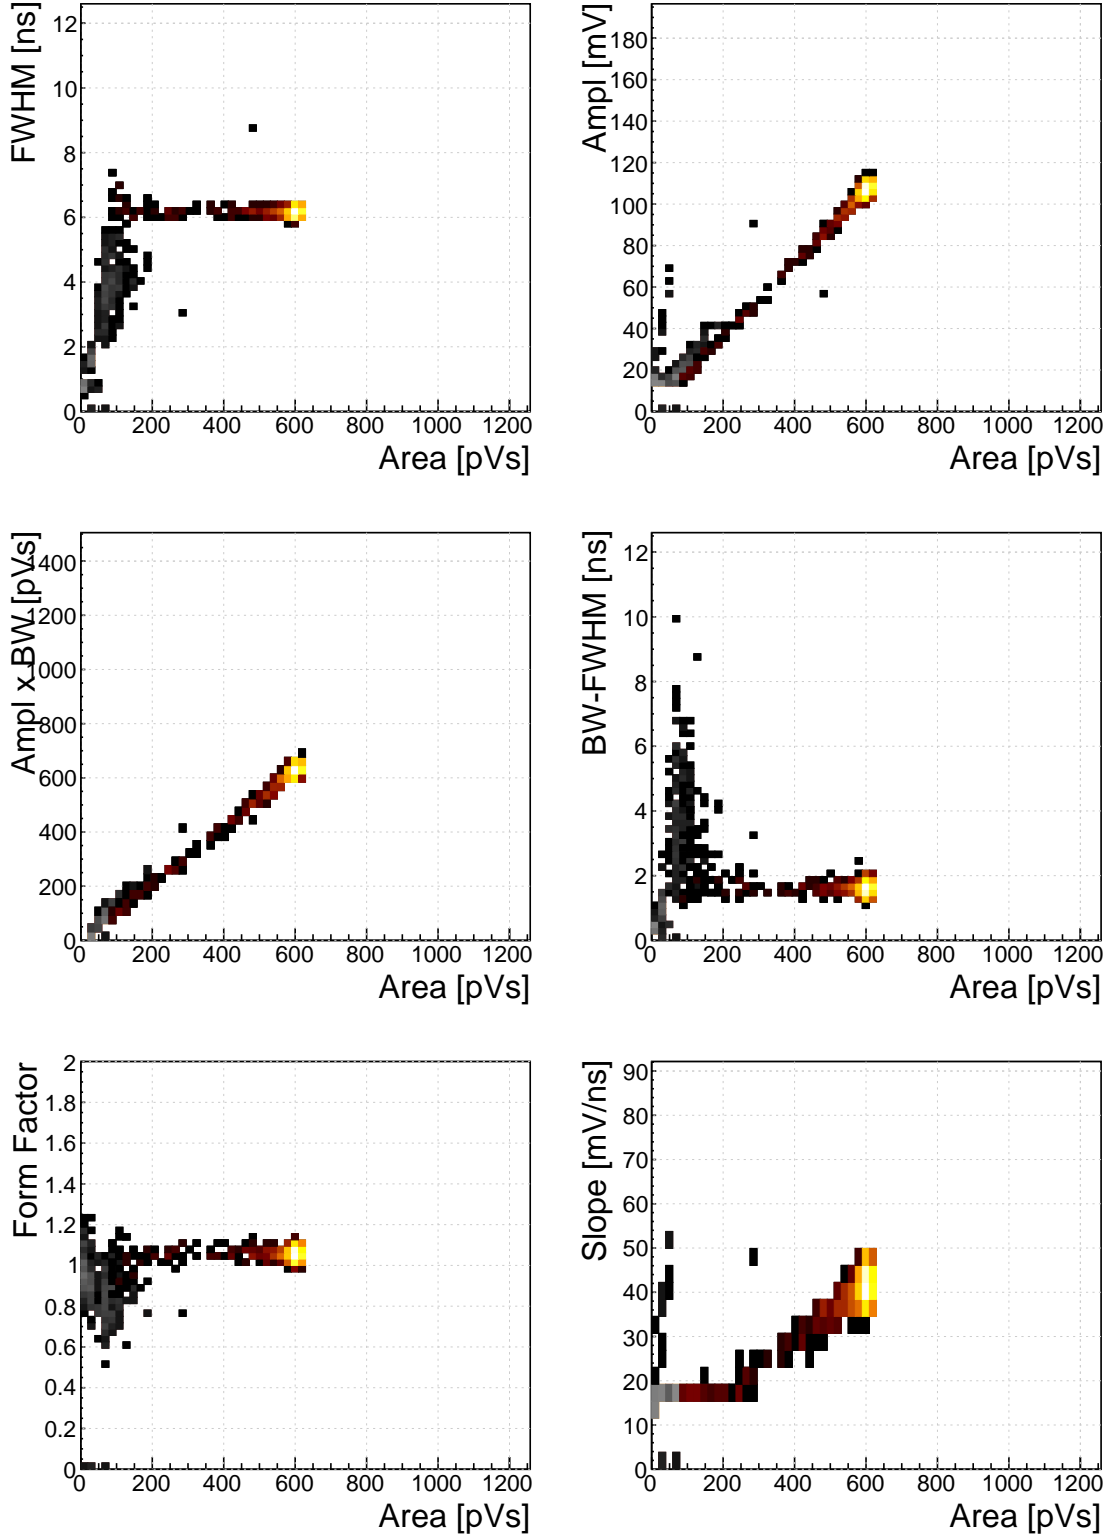 FWHM [ns]
12
10
8
6
4
2
0
0 200 400 600 800 1000 1200
Area [pVs]
Ampl [mV]
180
160
140
120
100
80
60
40
20
0
0 200 400 600 800 1000 1200
Area [pVs]
Ampl x BW [pVs]
1400
1200
1000
800
600
400
200
0
0 200 400 600 800 1000 1200
Area [pVs]
BW-FWHM [ns]
12
10
8
6
4
2
0
0 200 400 600 800 1000 1200
Area [pVs]
Form Factor
2
1.8
1.6
1.4
1.2
1
0.8
0.6
0.4
0.2
0
0 200 400 600 800 1000 1200
Area [pVs]
Slope [mV/ns]
90
80
70
60
50
40
30
20
10
0
0 200 400 600 800 1000 1200
Area [pVs]